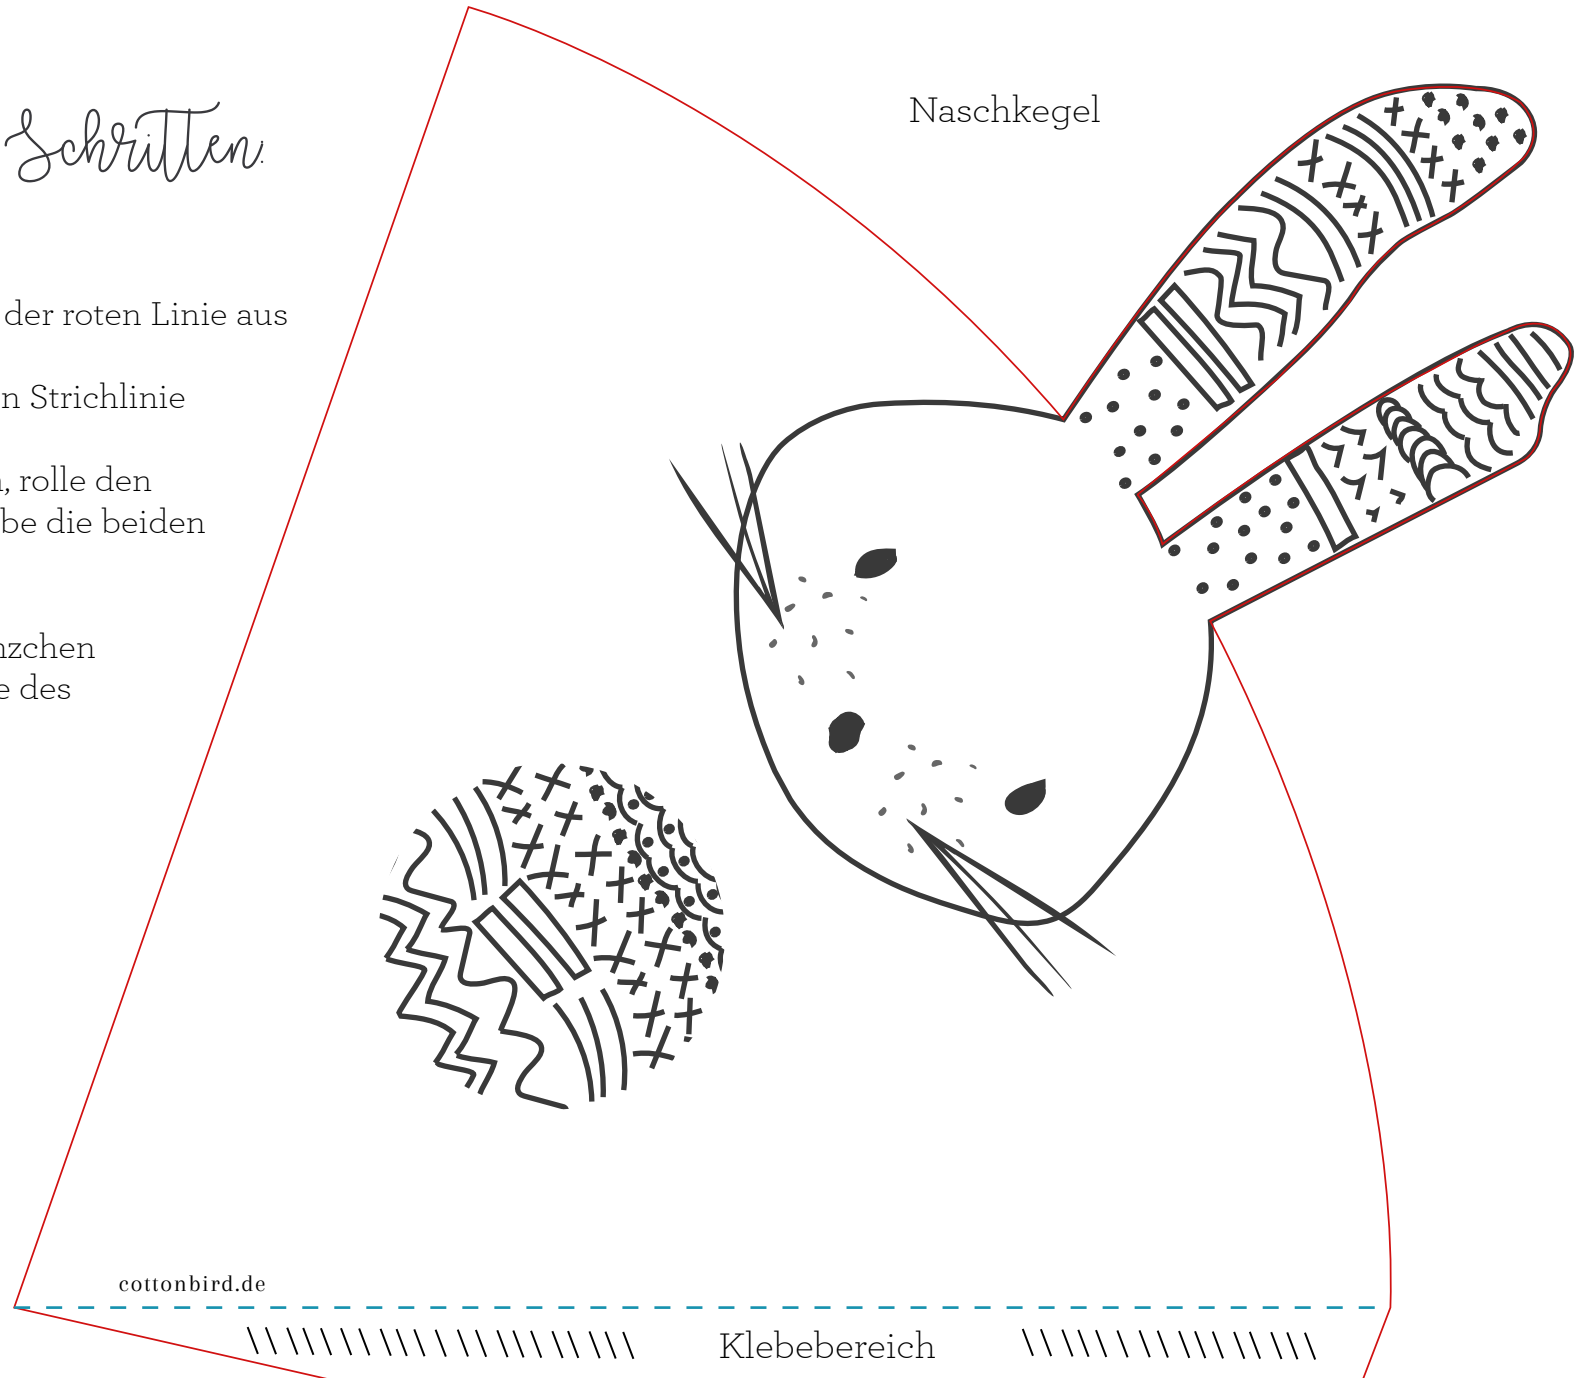 Schritten.
Naschkegel
der roten Linie aus
n Strichlinie
, rolle den
be die beiden
nzchen
e des
cottonbird.de
Klebebereich